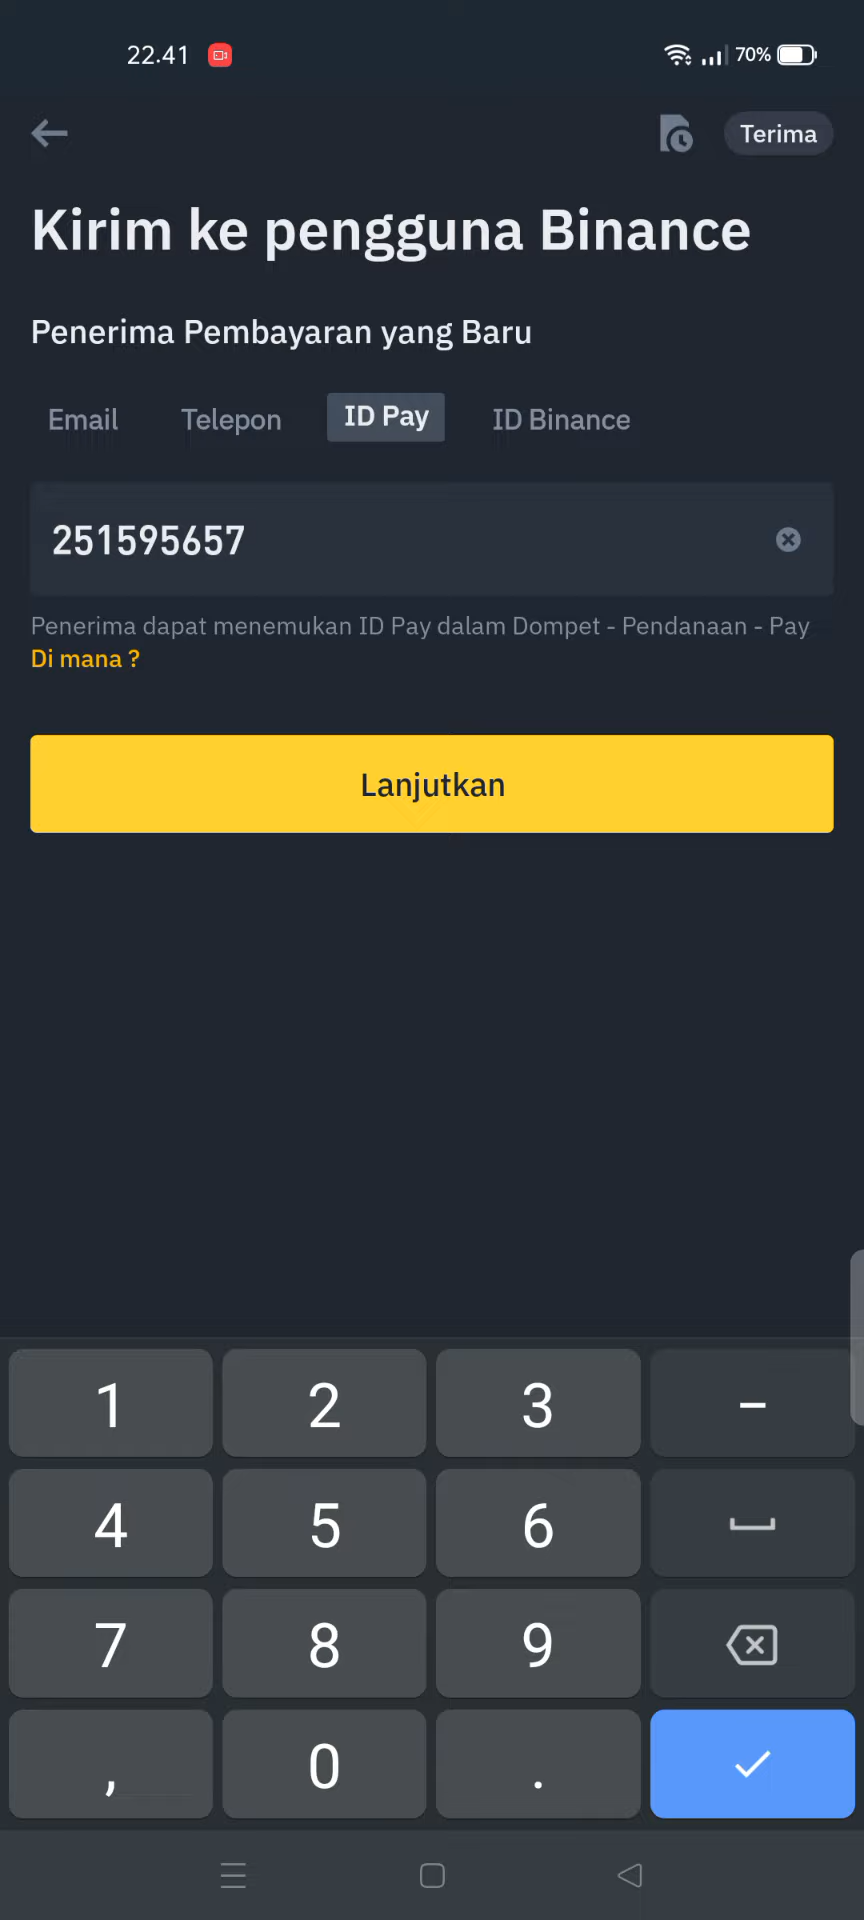 22.41
70%
Terima
Kirim ke pengguna Binance
Penerima Pembayaran yang Baru
Email Telepon ID Pay ID Binance
251595657
Penerima dapat menemukan ID Pay dalam Dompet - Pendanaan - Pay
Di mana ?
Lanjutkan
1 2 3 –
4 5 6
7 8 9
, 0 .